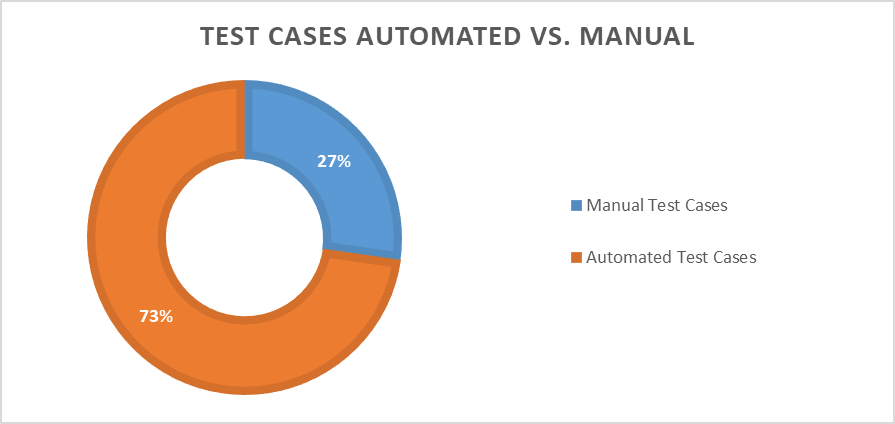 TEST CASES AUTOMATED VS. MANUAL
27%
Manual Test Cases
Automated Test Cases
73%